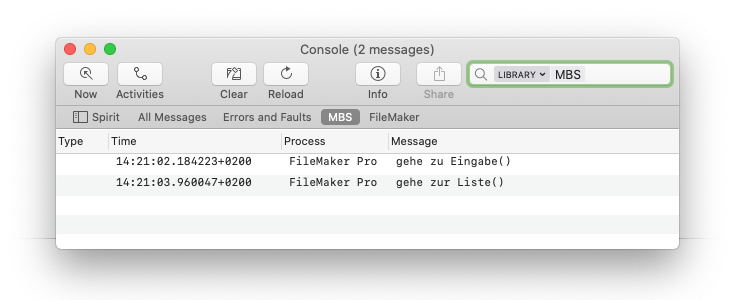 Console (2 messages)
LIBRARY MBS
Now Activities Clear Reload Info Share
Spirit All Messages Errors and Faults MBS FileMaker
Type Time Process Message
14:21:02.184223+0200 FileMaker Pro gehe zu Eingabe()
14:21:03.960047+0200 FileMaker Pro gehe zur Liste()